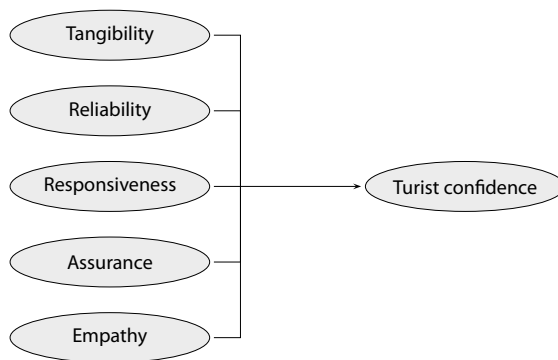 Tangibility
Reliability
Responsiveness
Turist confidence
Assurance
Empathy